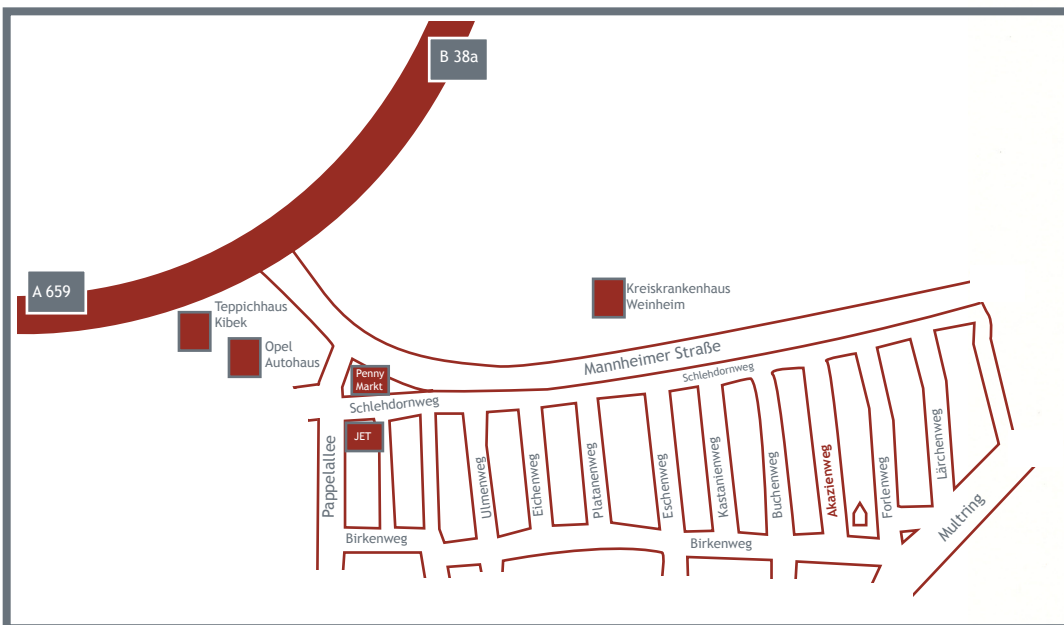 B 38a
A 659
Teppichhaus
Kibek
Opel
Autohaus
Kreiskrankenhaus
Weinheim
Mannheimer Straße
Schlehdornweg
Penny
Markt
Schlehdornweg
JET
Pappelallee
Ulmenweg
Eichenweg
Platanenweg
Eschenweg
Kastanienweg
Buchenweg
Akazienweg
Forlenweg
Lärchenweg
Multring
Birkenweg
Birkenweg